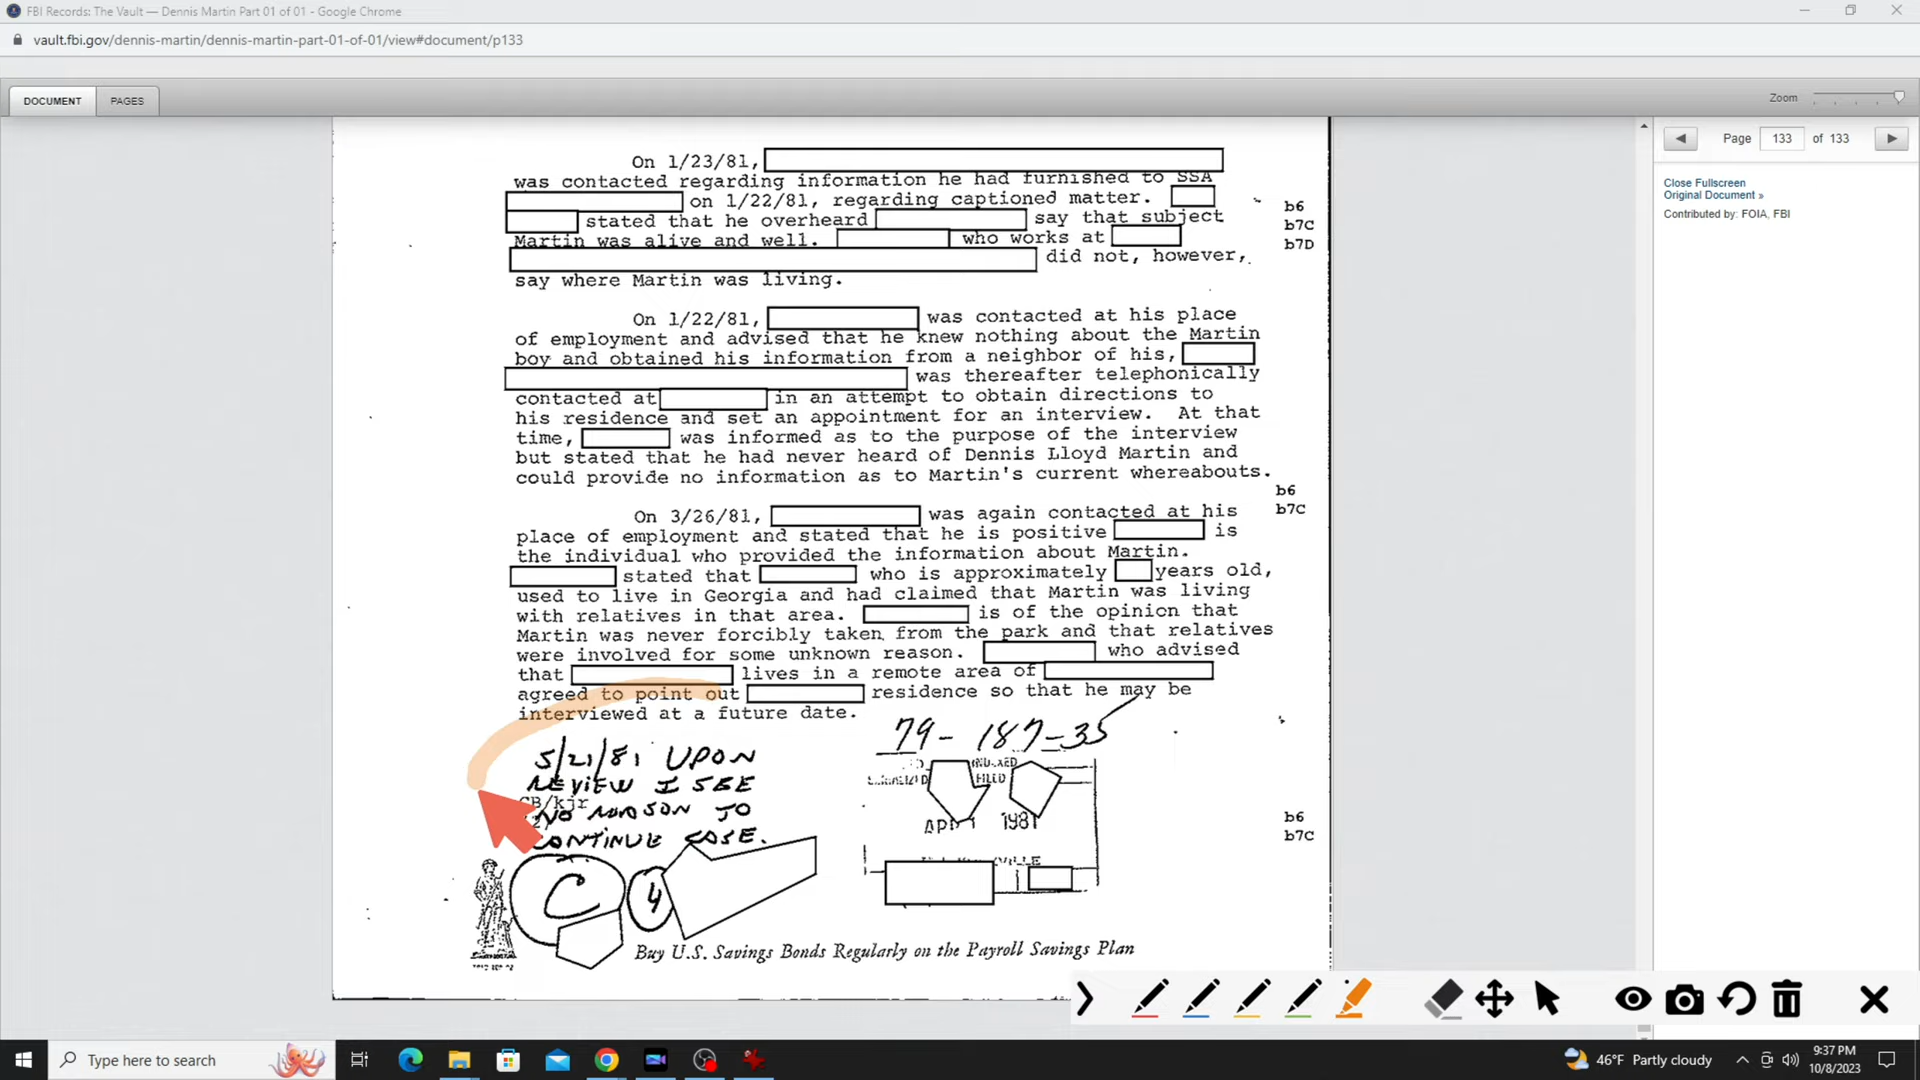 FBI Records: The Vault — Dennis Martin Part 01 of 01 - Google Chrome
vault.fbi.gov/dennis-martin/dennis-martin-part-01-of-01/view#document/p133
DOCUMENT PAGES
Zoom
Page 133 of 133
Close Fullscreen
Original Document »
Contributed by: FOIA, FBI
On 1/23/81,
was contacted regarding information he had furnished to SSA
on 1/22/81, regarding captioned matter.
stated that he overheard say that subject
Martin was alive and well. who works at
did not, however,
say where Martin was living.
b6
b7C
b7D
On 1/22/81, was contacted at his place
of employment and advised that he knew nothing about the Martin
boy and obtained his information from a neighbor of his,
was thereafter telephonically
contacted at in an attempt to obtain directions to
his residence and set an appointment for an interview. At that
time, was informed as to the purpose of the interview
but stated that he had never heard of Dennis Lloyd Martin and
could provide no information as to Martin's current whereabouts.
b6
b7C
On 3/26/81, was again contacted at his
place of employment and stated that he is positive is
the individual who provided the information about Martin.
stated that who is approximately years old,
used to live in Georgia and had claimed that Martin was living
with relatives in that area. is of the opinion that
Martin was never forcibly taken from the park and that relatives
were involved for some unknown reason. who advised
that lives in a remote area of
agreed to point out residence so that he may be
interviewed at a future date.
79-187-35
5/21/81 UPON
REVIEW I SEE
CB/kjr
NO REASON TO
CONTINUE CASE.
INDEXED
FILED
APR 1 1981
b6
b7C
C 4
Buy U.S. Savings Bonds Regularly on the Payroll Savings Plan
Type here to search
46°F Partly cloudy
9:37 PM
10/8/2023